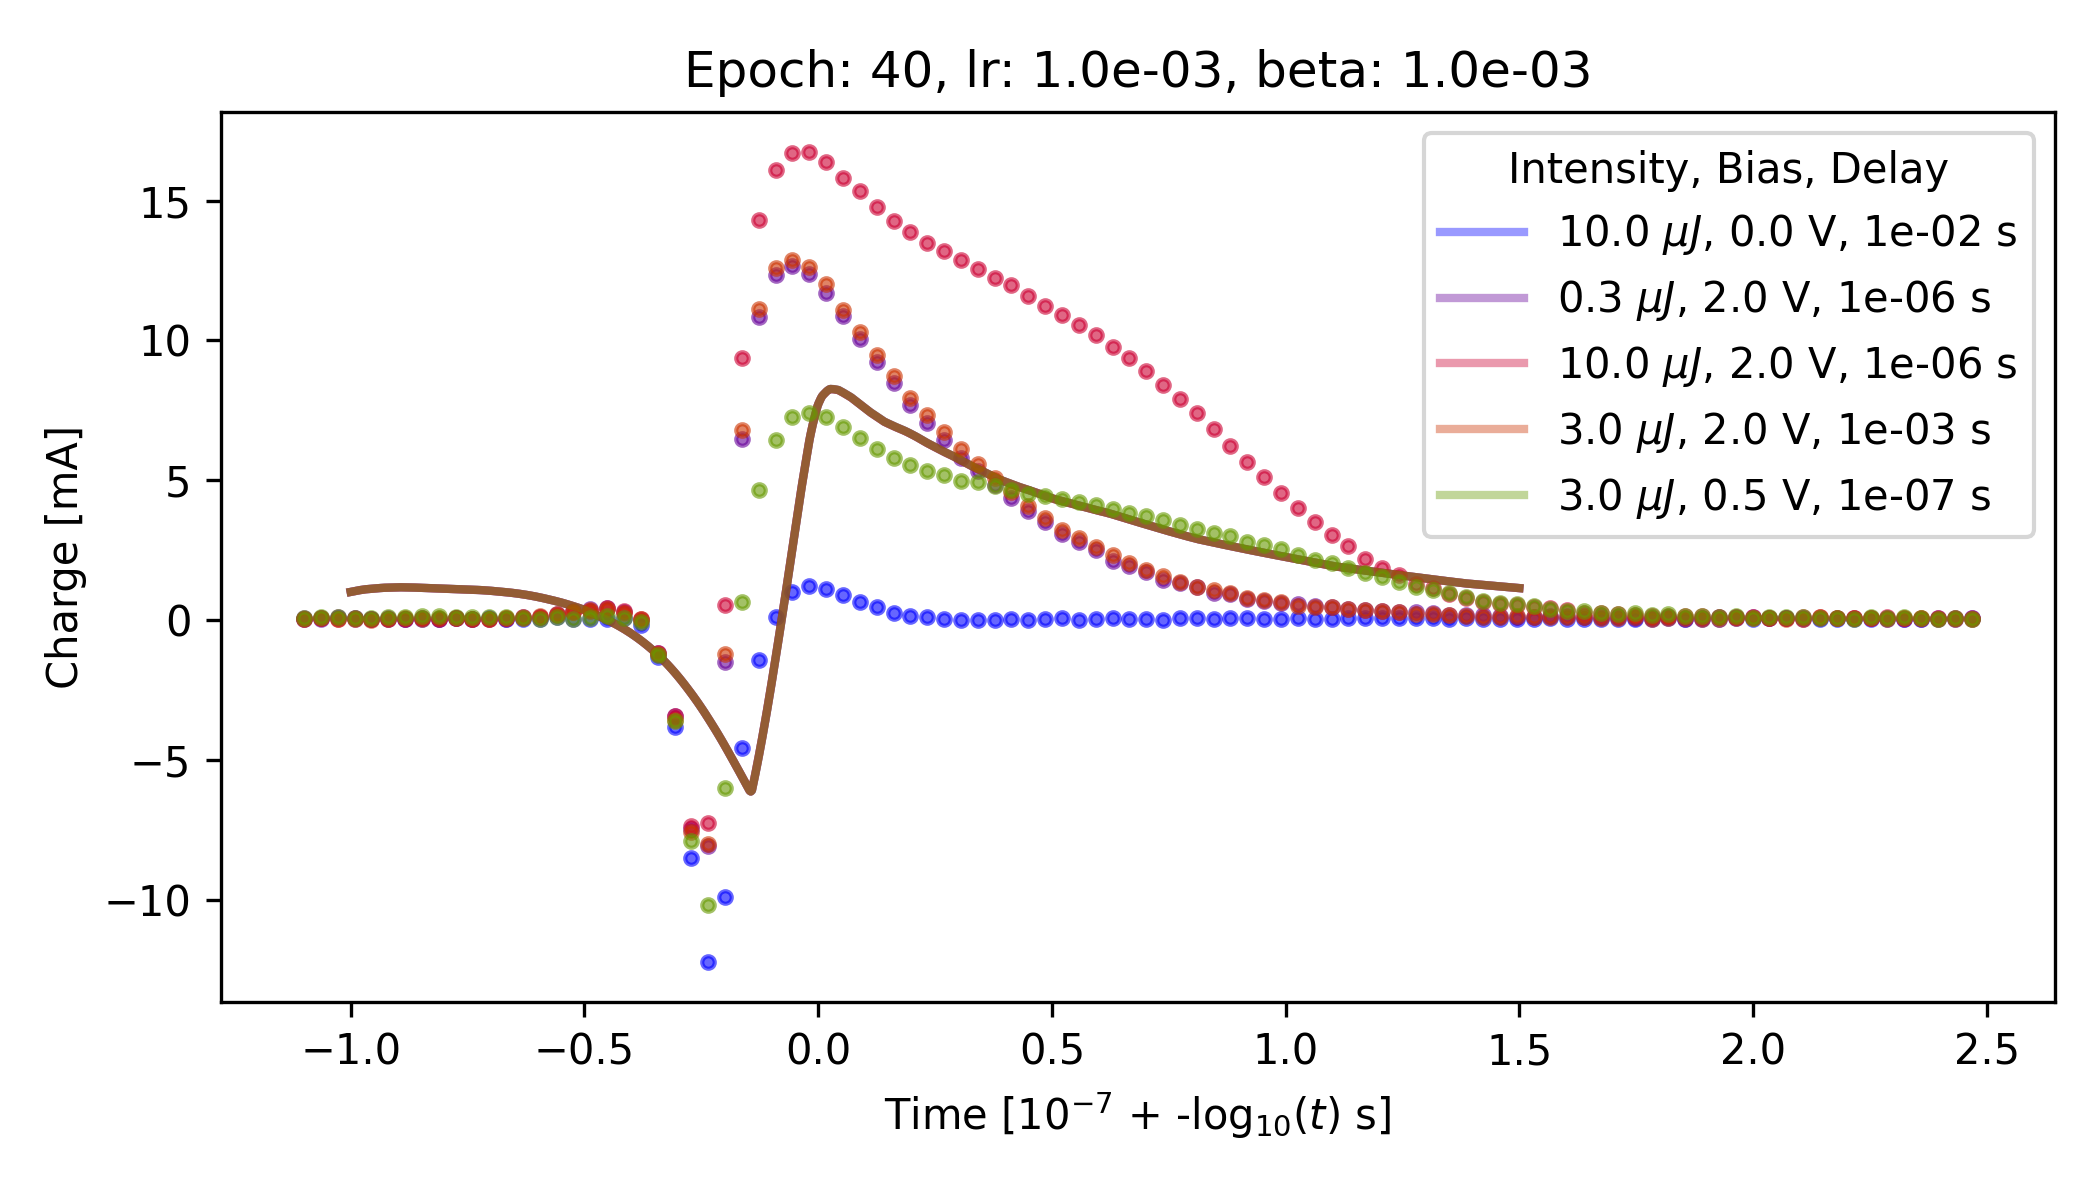 Epoch: 40, lr: 1.0e-03, beta: 1.0e-03
Charge [mA]
15
10
5
0
−5
−10
Intensity, Bias, Delay
10.0 μJ, 0.0 V, 1e-02 s
0.3 μJ, 2.0 V, 1e-06 s
10.0 μJ, 2.0 V, 1e-06 s
3.0 μJ, 2.0 V, 1e-03 s
3.0 μJ, 0.5 V, 1e-07 s
−1.0 −0.5 0.0 0.5 1.0 1.5 2.0 2.5
Time [10⁻⁷ + -log₁₀(t) s]